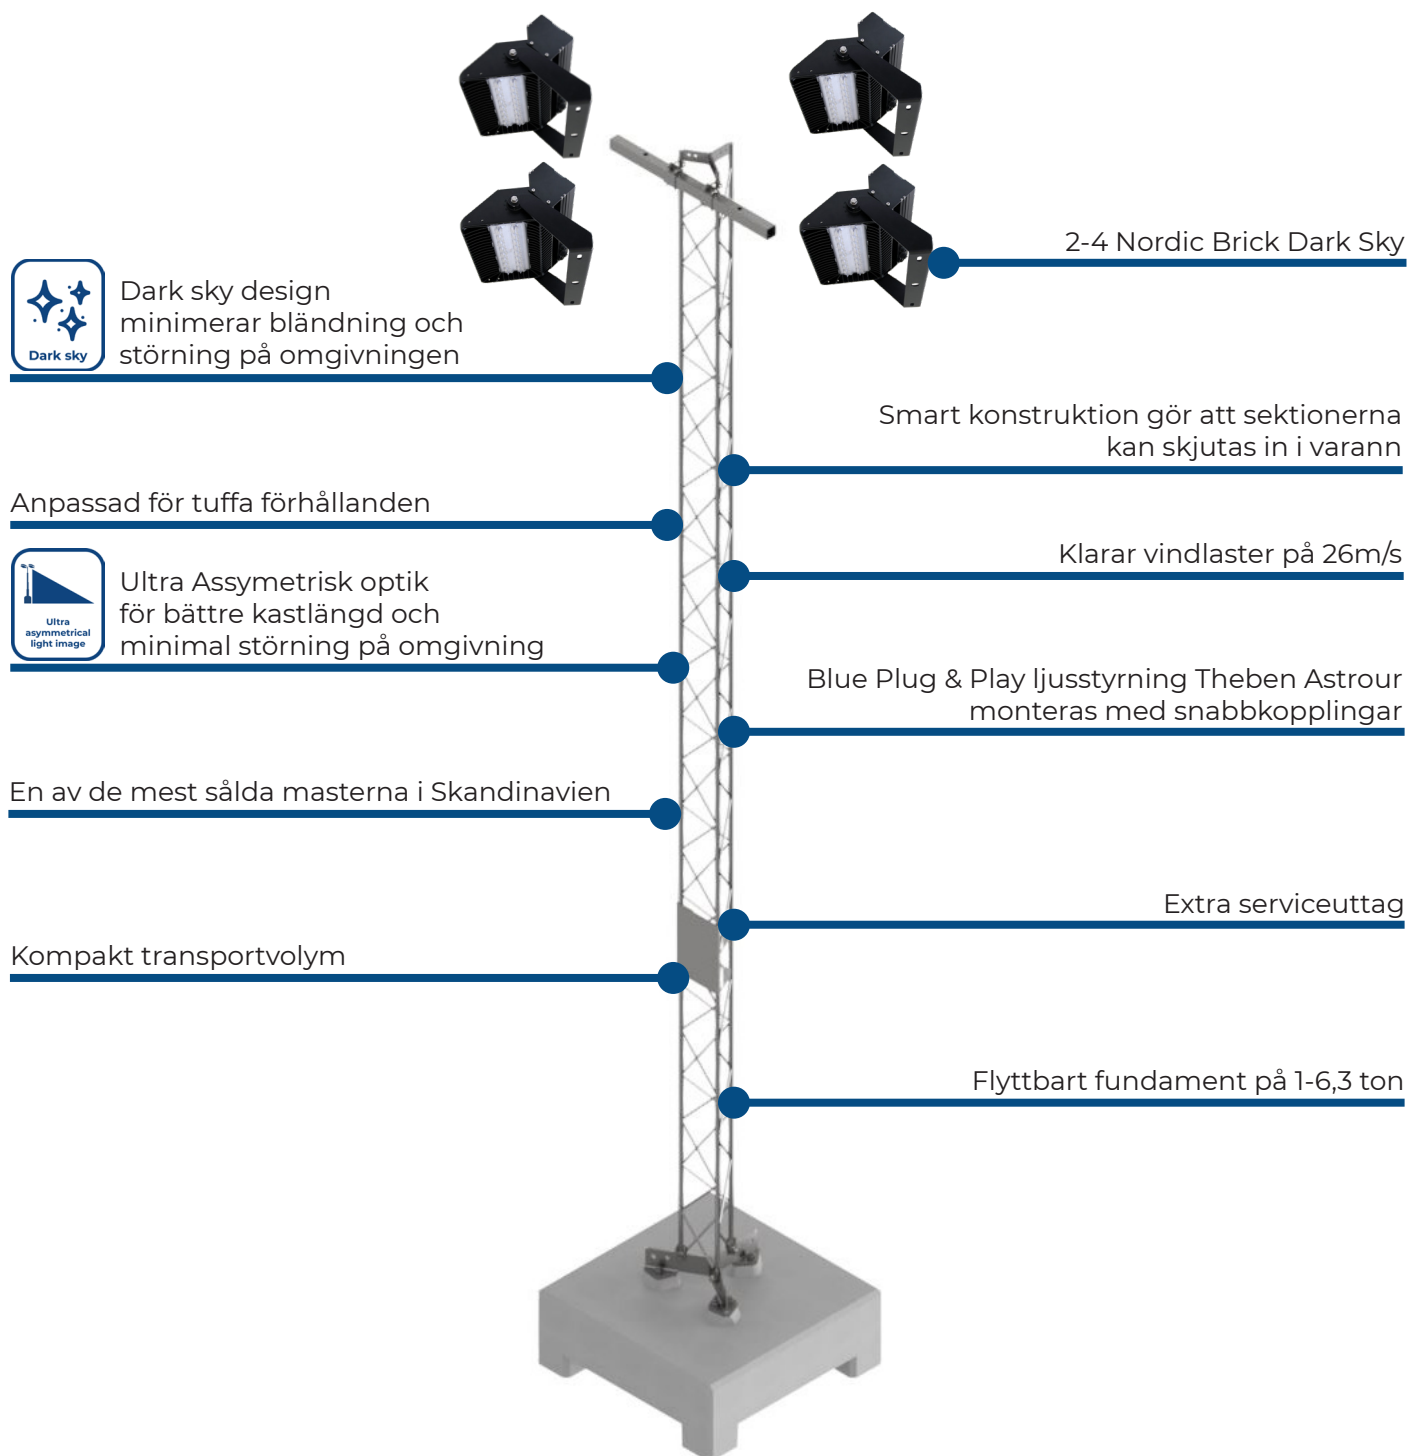 2-4 Nordic Brick Dark Sky
Dark sky
Dark sky design
minimerar bländning och
störning på omgivningen
Smart konstruktion gör att sektionerna
kan skjutas in i varann
Anpassad för tuffa förhållanden
Klarar vindlaster på 26m/s
Ultra
asymmetrical
light image
Ultra Assymetrisk optik
för bättre kastlängd och
minimal störning på omgivning
Blue Plug & Play ljusstyrning Theben Astrour
monteras med snabbkopplingar
En av de mest sålda masterna i Skandinavien
Extra serviceuttag
Kompakt transportvolym
Flyttbart fundament på 1-6,3 ton